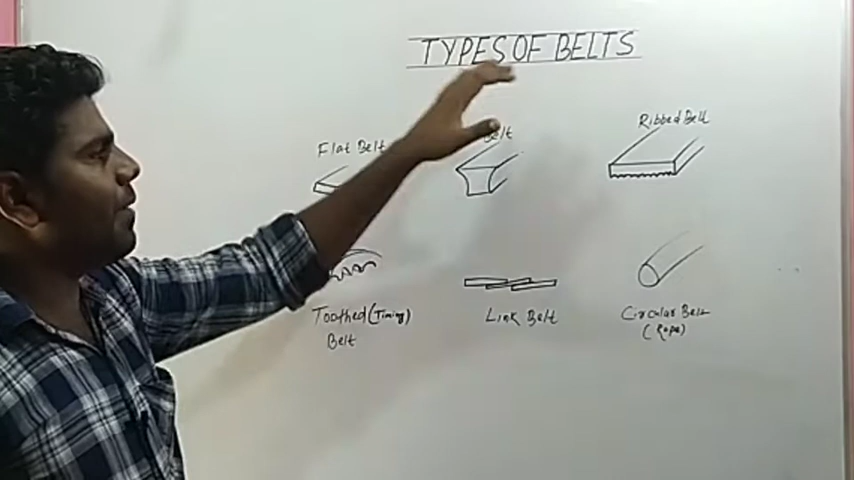 TYPES OF BELTS
Flat Belt
Belt
Ribbed Belt
Toothed (Timing)
Belt
Link Belt
Circular Belt
(Rope)